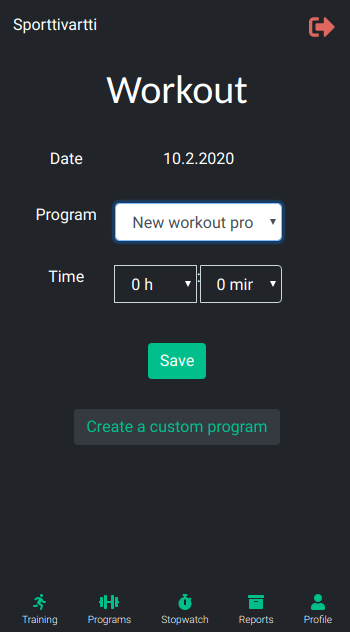 Sporttivartti
Workout
Date 10.2.2020
Program New workout pro
Time 0 h : 0 mir
Save
Create a custom program
Training Programs Stopwatch Reports Profile